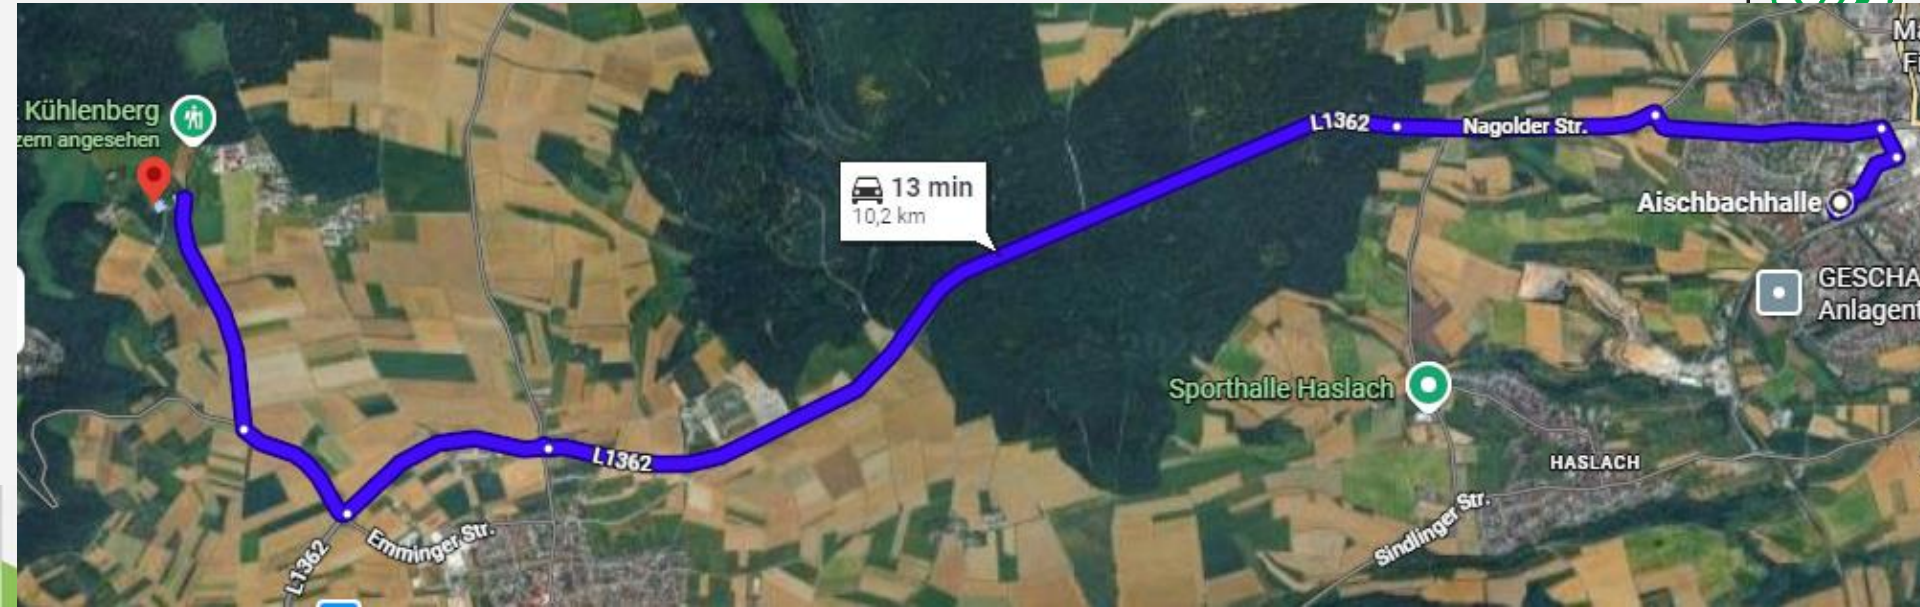 Kühlenberg
zern angesehen
L1362
Nagolder Str.
13 min
10,2 km
Aischbachhalle
GESCHA
Anlagent
Sporthalle Haslach
L1362
HASLACH
Sindlinger Str.
Emminger Str.
L1362